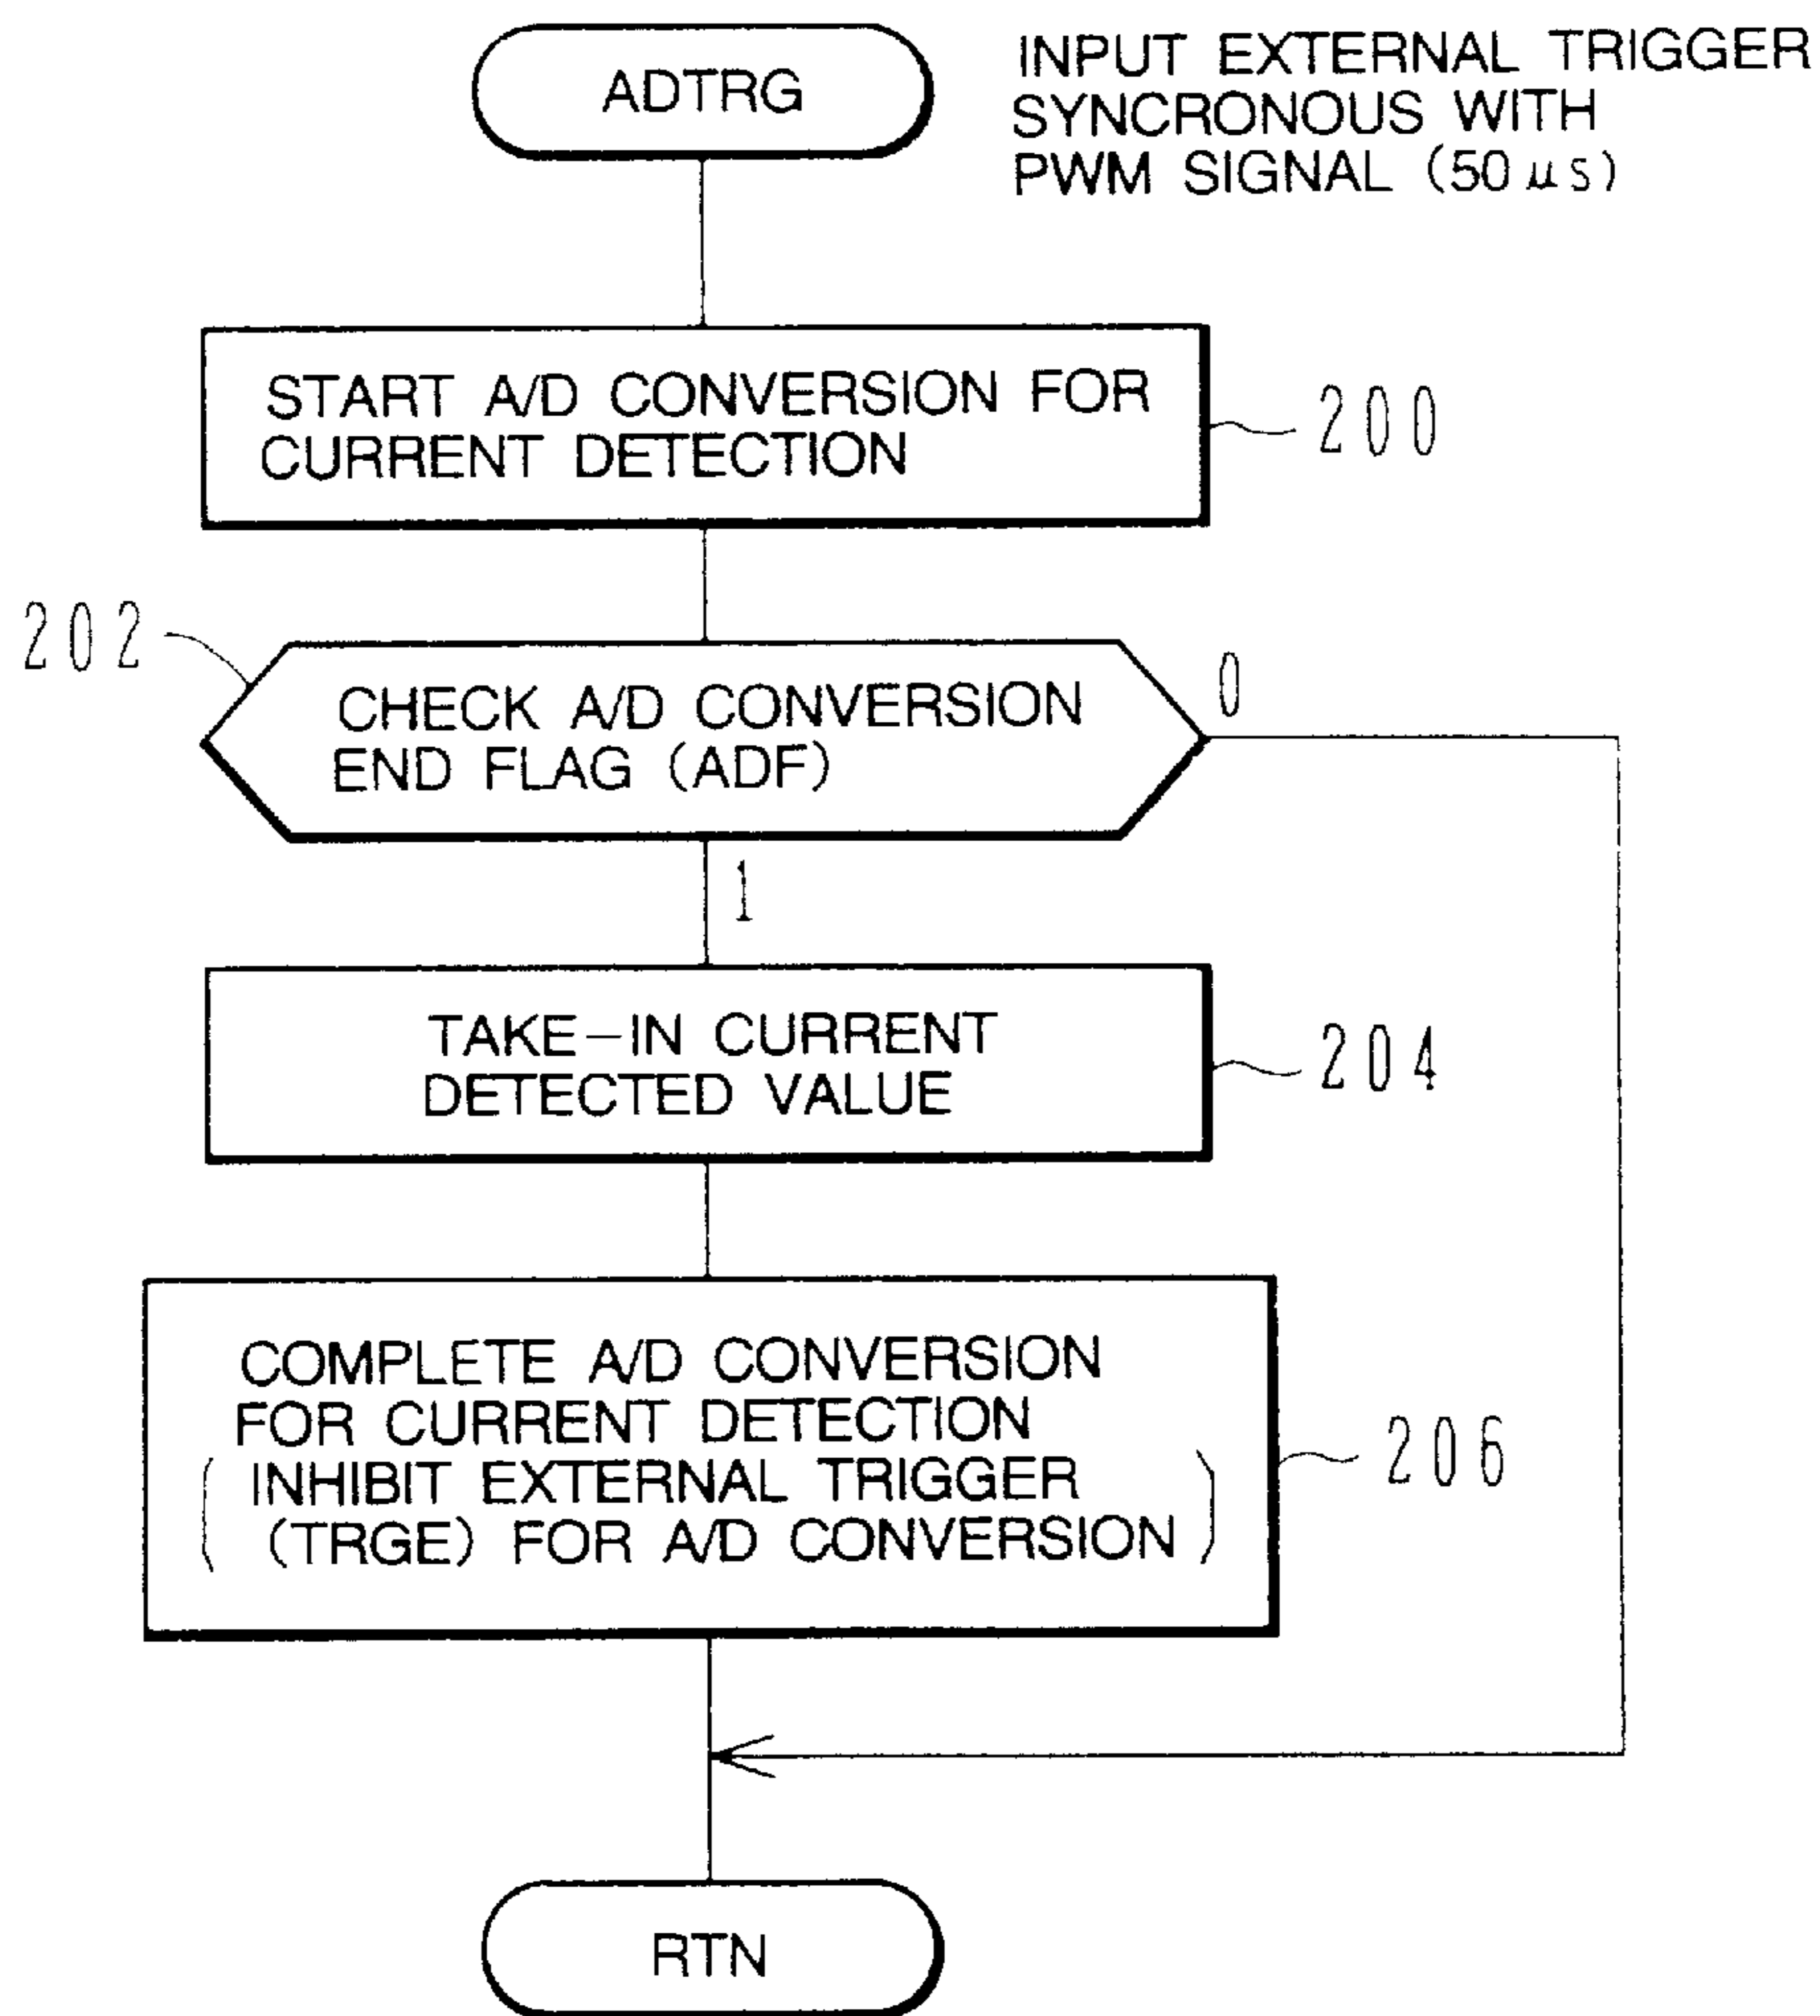 ADTRG
INPUT EXTERNAL TRIGGER
SYNCRONOUS WITH
PWM SIGNAL (50 μs)
START A/D CONVERSION FOR
CURRENT DETECTION
200
202
CHECK A/D CONVERSION
END FLAG (ADF)
0
1
TAKE-IN CURRENT
DETECTED VALUE
204
COMPLETE A/D CONVERSION
FOR CURRENT DETECTION
(INHIBIT EXTERNAL TRIGGER
(TRGE) FOR A/D CONVERSION)
206
RTN